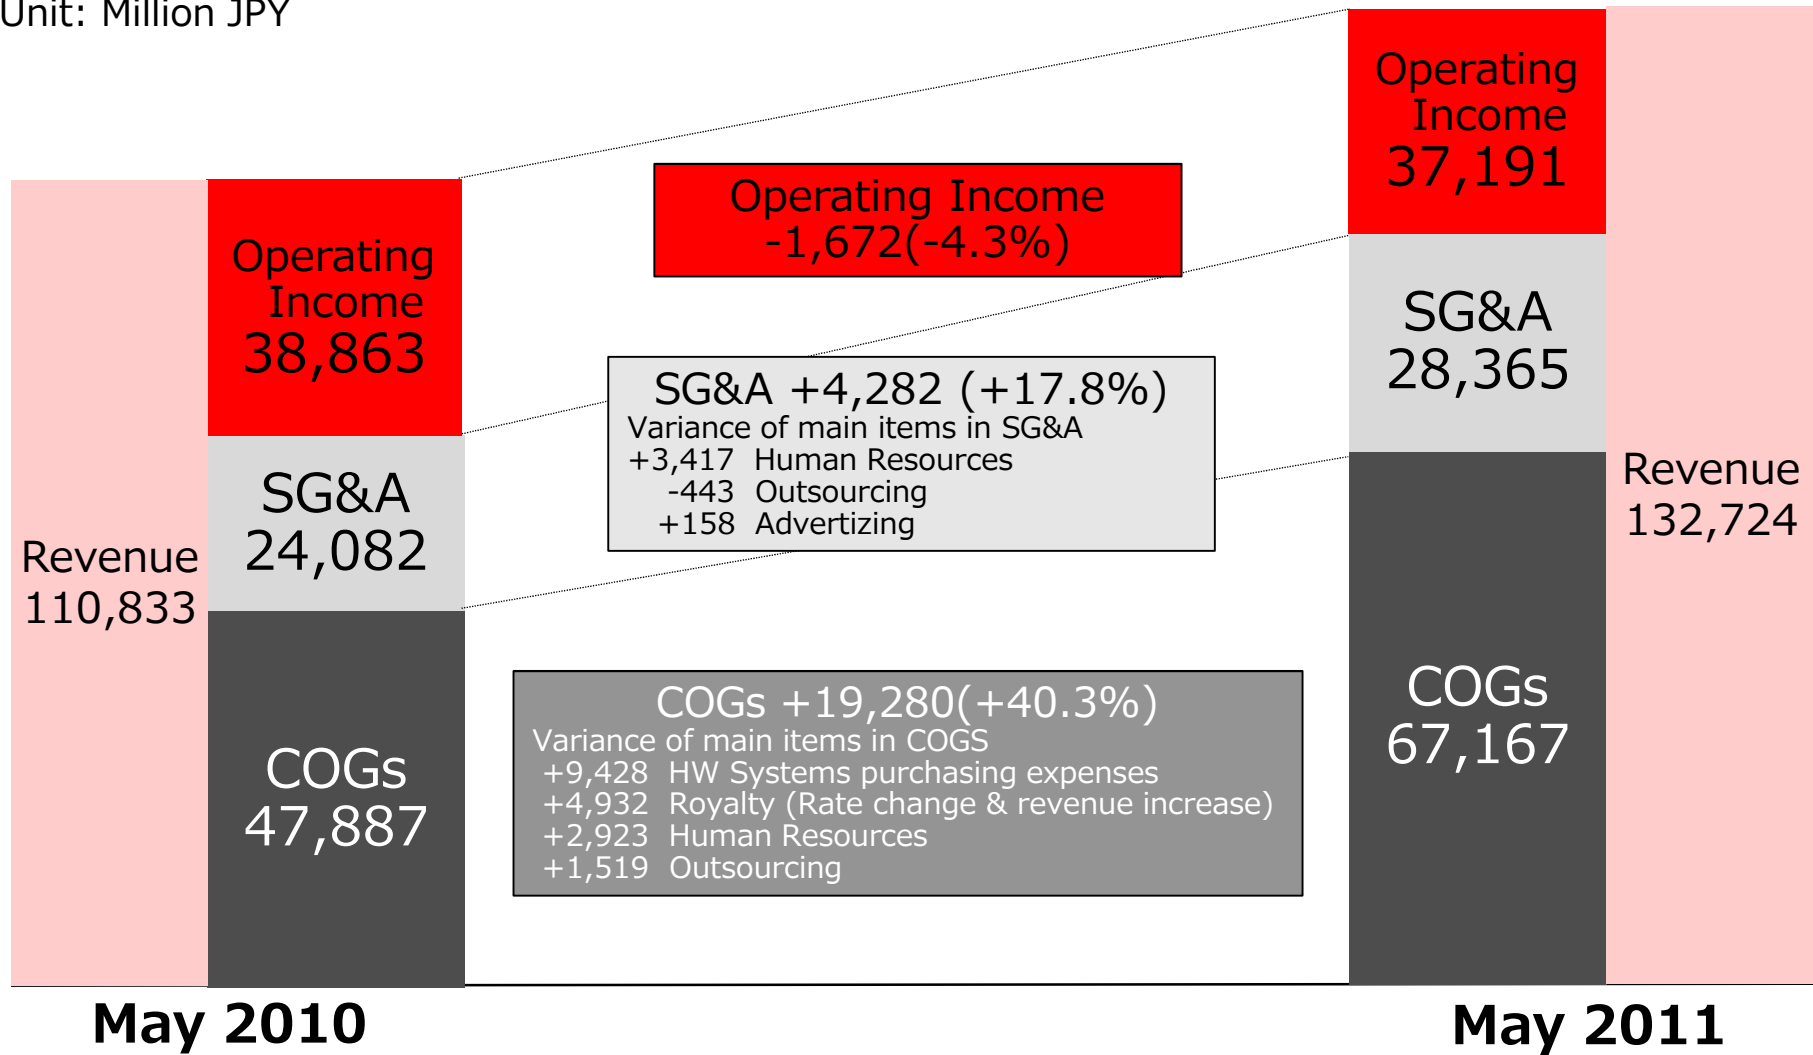 Unit: Million JPY
Revenue
110,833
Operating
Income
38,863
SG&A
24,082
COGs
47,887
Operating Income
-1,672(-4.3%)
SG&A +4,282 (+17.8%)
Variance of main items in SG&A
+3,417 Human Resources
-443 Outsourcing
+158 Advertizing
COGs +19,280(+40.3%)
Variance of main items in COGS
+9,428 HW Systems purchasing expenses
+4,932 Royalty (Rate change & revenue increase)
+2,923 Human Resources
+1,519 Outsourcing
Operating
Income
37,191
SG&A
28,365
COGs
67,167
Revenue
132,724
May 2010
May 2011